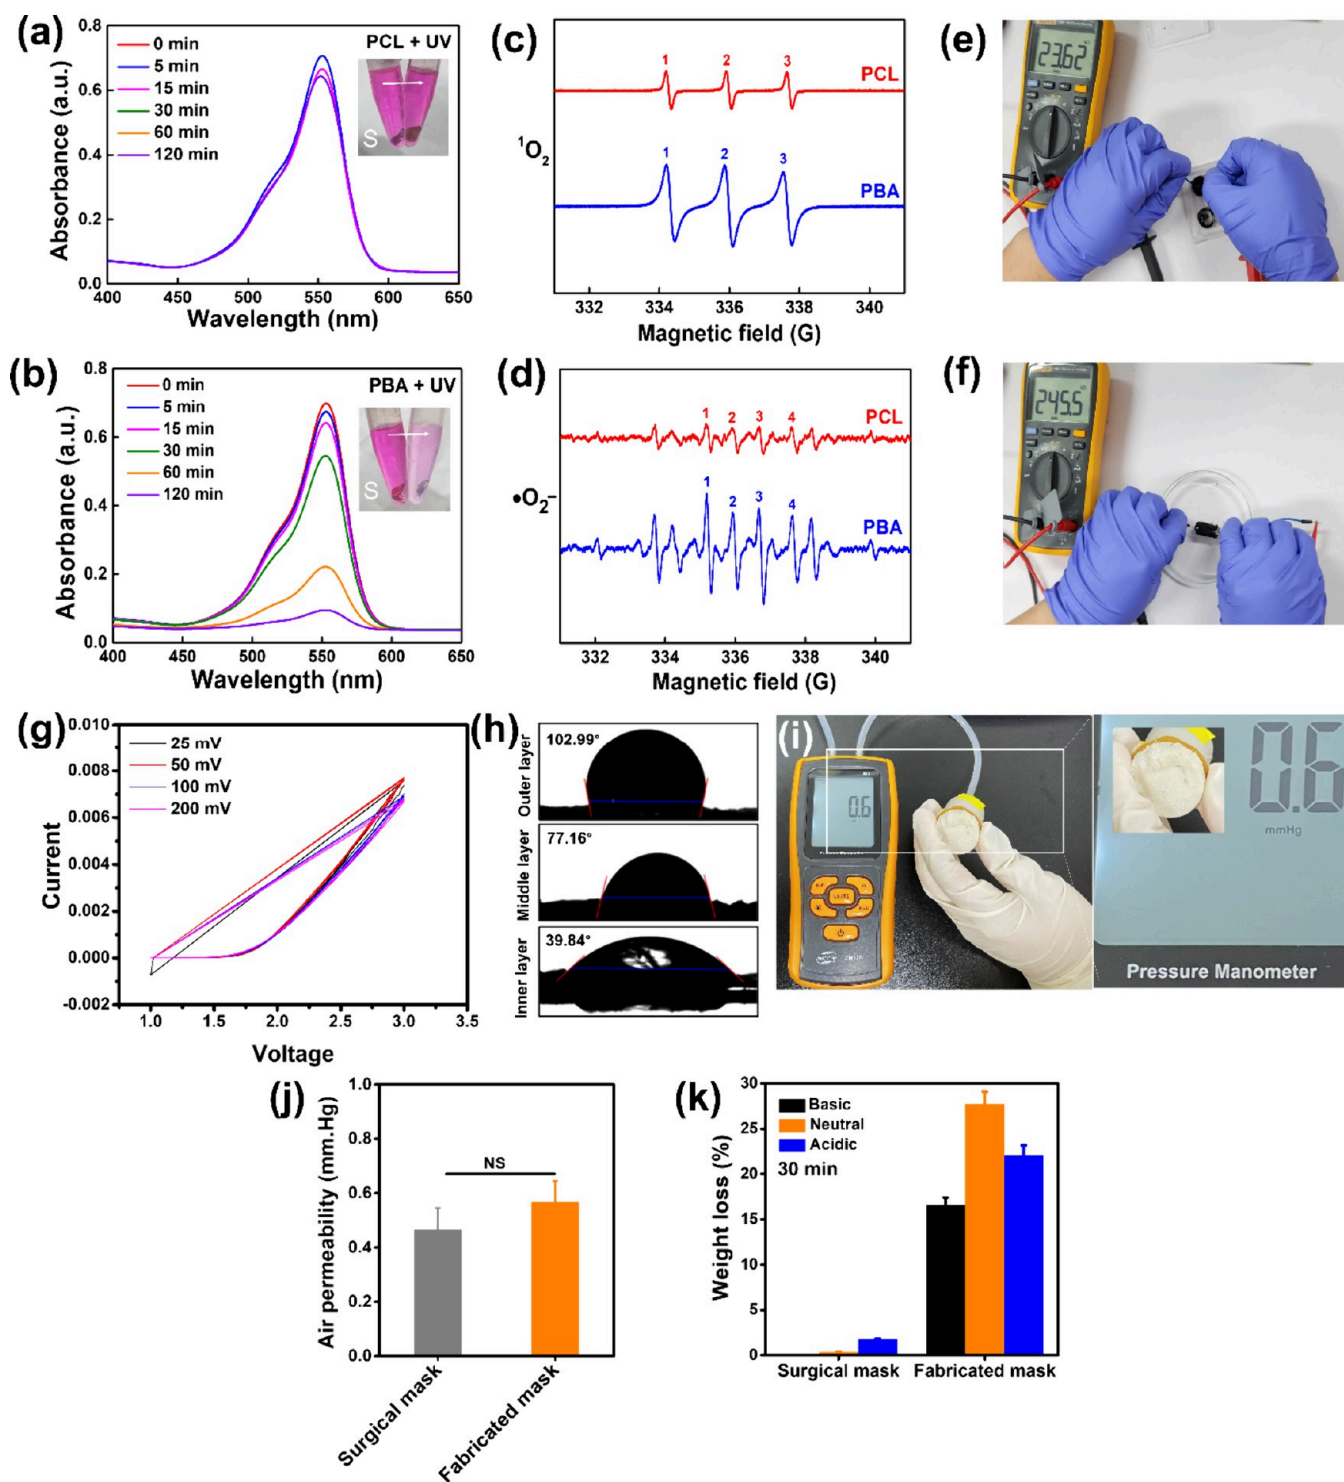 (a)
0.8
0.6
0.4
0.2
0.0
Absorbance (a.u.)
0 min
5 min
15 min
30 min
60 min
120 min
PCL + UV
S
400 450 500 550 600 650
Wavelength (nm)
(b)
0.8
0.6
0.4
0.2
0.0
Absorbance (a.u.)
0 min
5 min
15 min
30 min
60 min
120 min
PBA + UV
S
400 450 500 550 600 650
Wavelength (nm)
(c)
1 2 3
PCL
¹O₂
1 2 3
PBA
332 334 336 338 340
Magnetic field (G)
(d)
1 2 3 4
PCL
•O₂⁻
1 2 3 4
PBA
332 334 336 338 340
Magnetic field (G)
(e)
23.62
(f)
245.5
(g)
0.010
0.008
0.006
0.004
0.002
0.000
-0.002
Current
25 mV
50 mV
100 mV
200 mV
1.0 1.5 2.0 2.5 3.0 3.5
Voltage
(h)
Outer layer
102.99°
Middle layer
77.16°
Inner layer
39.84°
(i)
0.6
0.6
mmHg
Pressure Manometer
(j)
1.0
0.8
0.6
0.4
0.2
0.0
Air permeability (mm.Hg)
NS
Surgical mask
Fabricated mask
(k)
30
25
20
15
10
5
0
Weight loss (%)
Basic
Neutral
Acidic
30 min
Surgical mask Fabricated mask